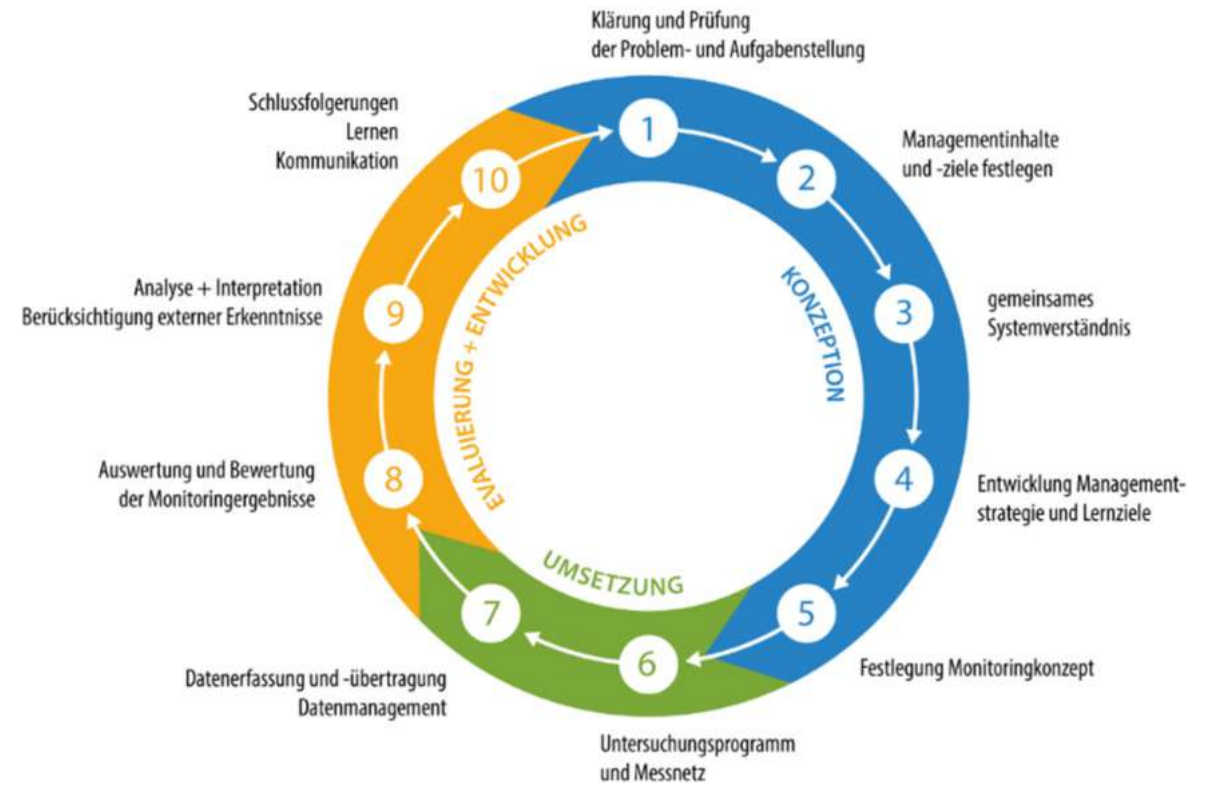 Klärung und Prüfung
der Problem- und Aufgabenstellung
1
Managementinhalte
und -ziele festlegen
2
gemeinsames
Systemverständnis
3
Entwicklung Management-
strategie und Lernziele
4
Festlegung Monitoringkonzept
5
Untersuchungsprogramm
und Messnetz
6
Datenerfassung und -übertragung
Datenmanagement
7
Auswertung und Bewertung
der Monitoringergebnisse
8
Analyse + Interpretation
Berücksichtigung externer Erkenntnisse
9
Schlussfolgerungen
Lernen
Kommunikation
10
KONZEPTION
UMSETZUNG
EVALUIERUNG + ENTWICKLUNG